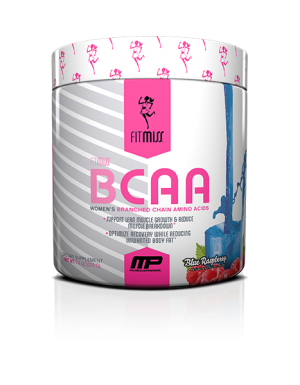 FITMISS
BCAA
WOMEN'S BRANCHED CHAIN AMINO ACIDS
• SUPPORT LEAN MUSCLE GROWTH & REDUCE
MUSCLE BREAKDOWN*
• OPTIMIZE RECOVERY WHILE REDUCING
UNWANTED BODY FAT*
MP
Blue Raspberry